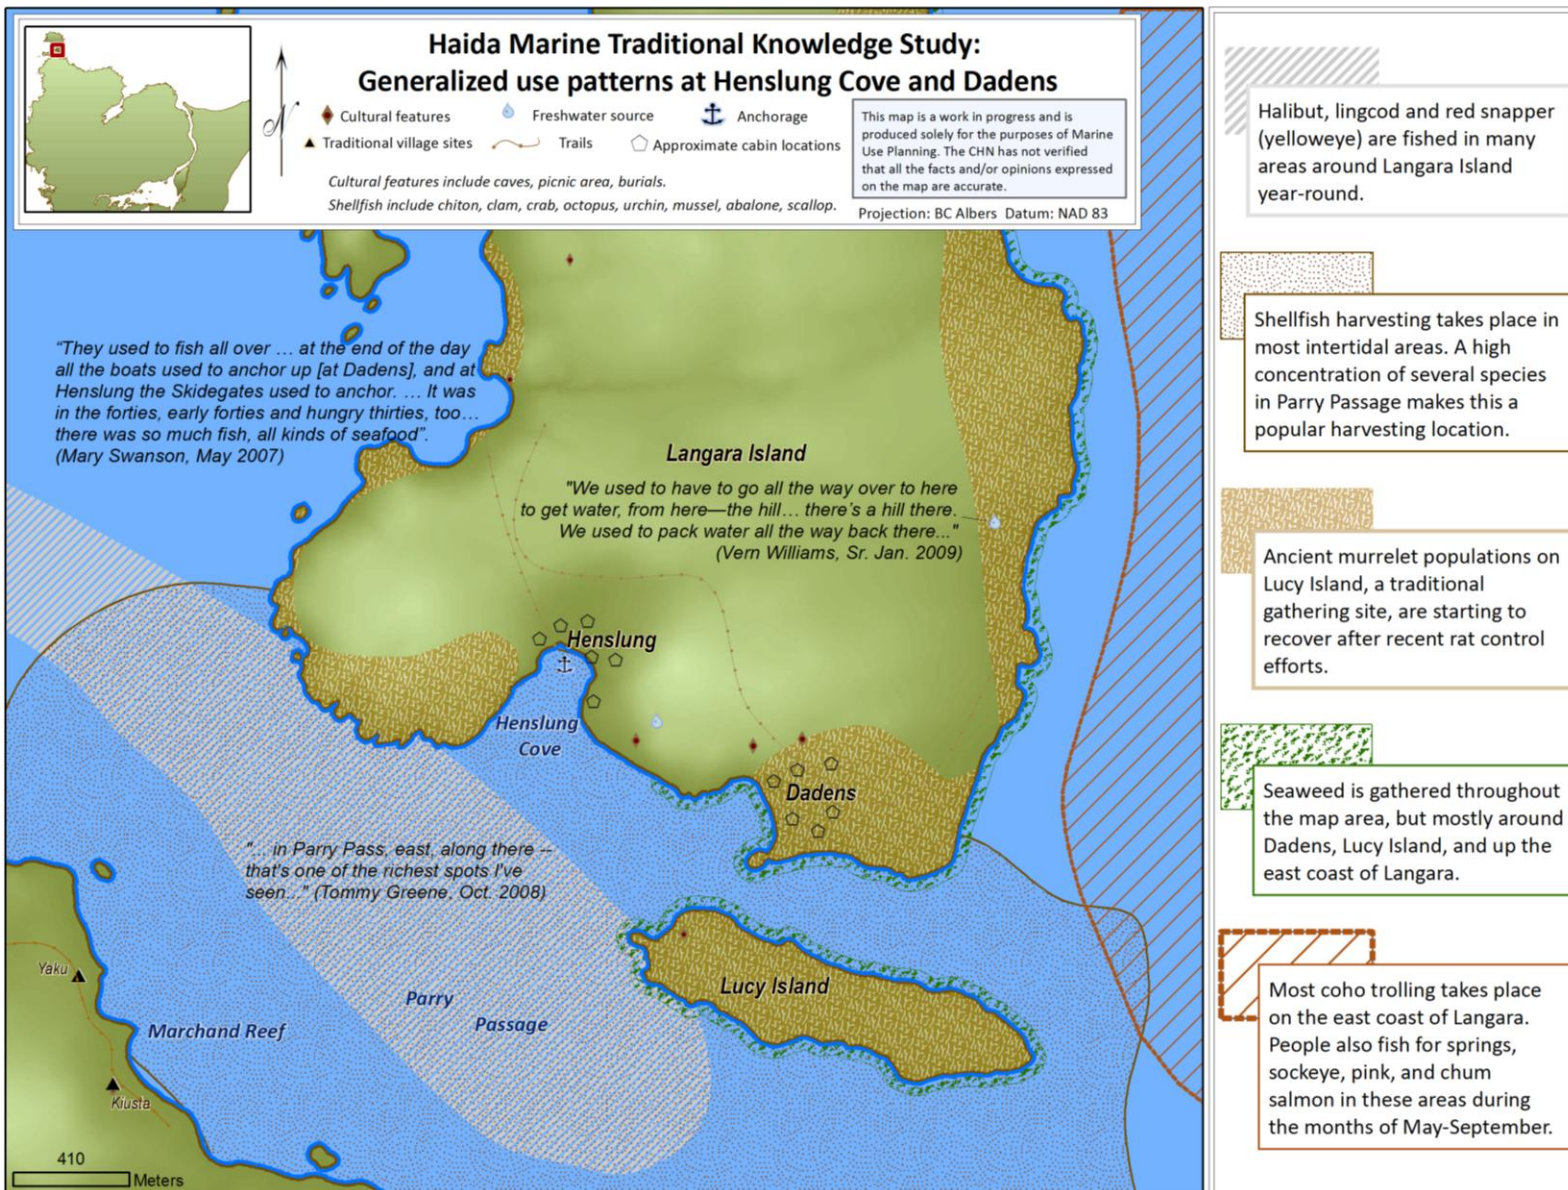 Haida Marine Traditional Knowledge Study:
Generalized use patterns at Henslung Cove and Dadens
Cultural features
Freshwater source
Anchorage
Traditional village sites
Trails
Approximate cabin locations
Cultural features include caves, picnic area, burials.
Shellfish include chiton, clam, crab, octopus, urchin, mussel, abalone, scallop.
This map is a work in progress and is
produced solely for the purposes of Marine
Use Planning. The CHN has not verified
that all the facts and/or opinions expressed
on the map are accurate.
Projection: BC Albers Datum: NAD 83
N
"They used to fish all over ... at the end of the day
all the boats used to anchor up [at Dadens], and at
Henslung the Skidegates used to anchor. ... It was
in the forties, early forties and hungry thirties, too...
there was so much fish, all kinds of seafood".
(Mary Swanson, May 2007)
Langara Island
"We used to have to go all the way over to here
to get water, from here—the hill... there's a hill there.
We used to pack water all the way back there..."
(Vern Williams, Sr. Jan. 2009)
Henslung
Henslung
Cove
Dadens
"... in Parry Pass, east, along there --
that's one of the richest spots I've
seen..." (Tommy Greene, Oct. 2008)
Lucy Island
Yaku
Parry
Passage
Marchand Reef
Kiusta
410
Meters
Halibut, lingcod and red snapper
(yelloweye) are fished in many
areas around Langara Island
year-round.
Shellfish harvesting takes place in
most intertidal areas. A high
concentration of several species
in Parry Passage makes this a
popular harvesting location.
Ancient murrelet populations on
Lucy Island, a traditional
gathering site, are starting to
recover after recent rat control
efforts.
Seaweed is gathered throughout
the map area, but mostly around
Dadens, Lucy Island, and up the
east coast of Langara.
Most coho trolling takes place
on the east coast of Langara.
People also fish for springs,
sockeye, pink, and chum
salmon in these areas during
the months of May-September.